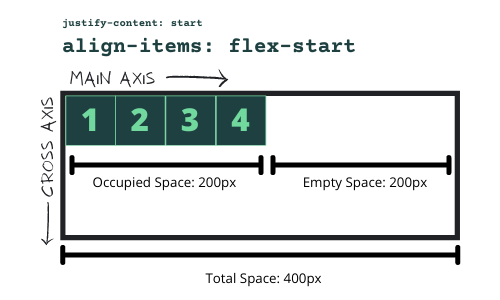 justify-content: start
align-items: flex-start
MAIN AXIS
CROSS AXIS
1 2 3 4
Occupied Space: 200px
Empty Space: 200px
Total Space: 400px